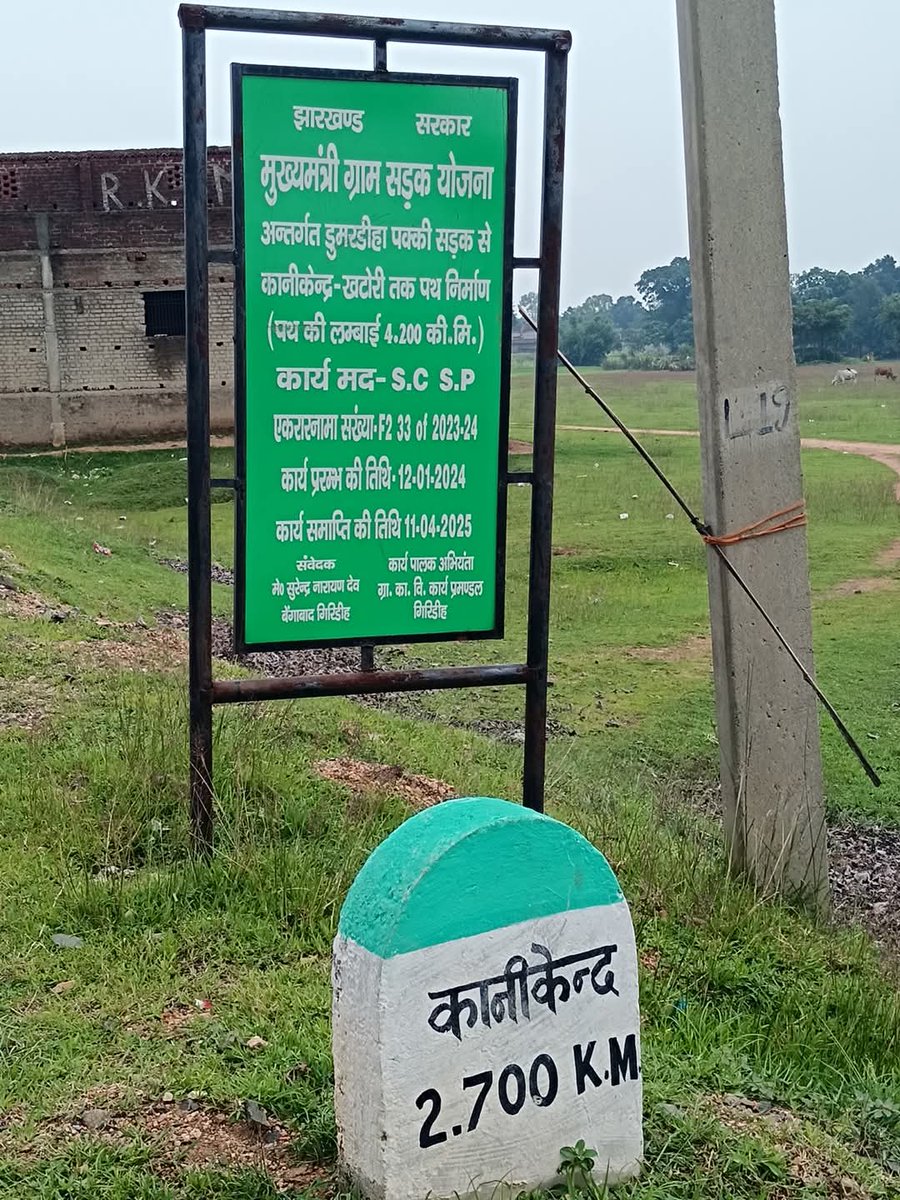 झारखण्ड सरकार
मुख्यमंत्री ग्राम सड़क योजना
अन्तर्गत डुमरडीहा पक्की सड़क से
कानीकेन्द्र-खटोरी तक पथ निर्माण
(पथ की लम्बाई 4.200 की.मि.)
कार्य मद- S.C S.P
एकरारनामा संख्या-F2 33 of 2023-24
कार्य प्ररम्भ की तिथि-12-01-2024
कार्य समाप्ति की तिथि 11-04-2025
संवेदक
मे० सुरेन्द्र नारायण देव
बेंगाबाद गिरिडीह
कार्य पालक अभियंता
ग्रा. का. वि. कार्य प्रमण्डल
गिरिडीह
R.K.
L-19
कानीकेन्द
2.700 K.M.